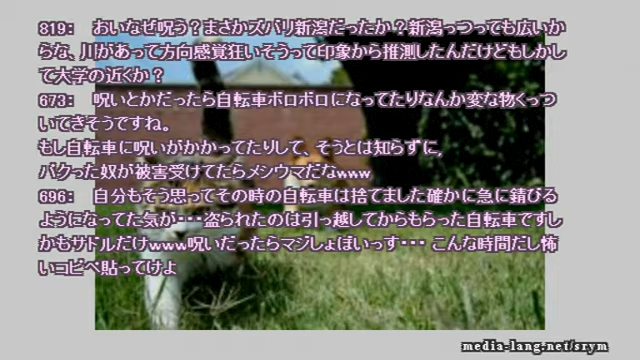 819:　おいなぜ呪う？まさかズバリ新潟だったか？新潟っつっても広いか
らな、川があって方向感覚狂いそうって印象から推測したんだけどもしかし
て大学の近くか？
673:　呪いとかだったら自転車ボロボロになってたりなんか変な物くっつ
いてきそうですね。
もし自転車に呪いがかかってたりして、そうとは知らずに,
パクった奴が被害受けてたらメシウマだなwww
696:　自分もそう思ってその時の自転車は捨てました確かに急に錆びる
ようになってた気が・・・盗られたのは引っ越してからもらった自転車ですし
かもサドルだけwww呪いだったらマジしょぼいっす・・・ こんな時間だし怖
いコピペ貼ってけよ
media-lang.net/srym